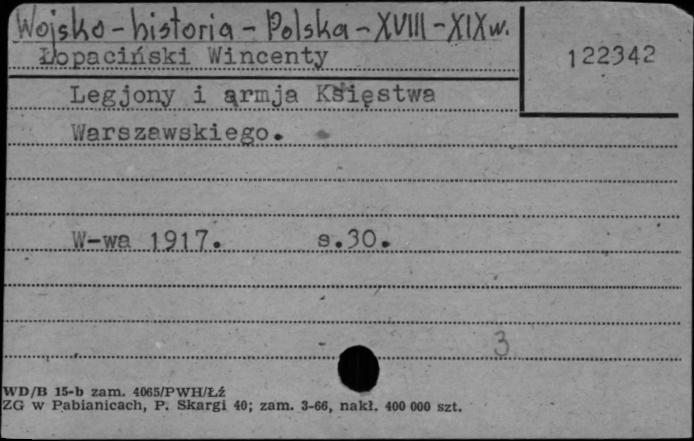 Wojsko - historia - Polska - XVIII - XIX w.
Łopaciński Wincenty
122342
Legjony i armja Księstwa
Warszawskiego.
W-wa 1917. s.30.
3
WD/B 15-b zam. 4065/PWH/Łź
ZG w Pabianicach, P. Skargi 40; zam. 3-66, nakł. 400 000 szt.